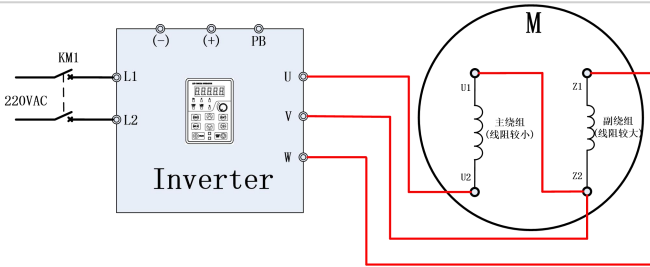 (-) (+) PB
KM1
L1
220VAC
L2
U
V
W
Inverter
M
U1
主绕组
(线阻较小)
U2
Z1
副绕组
(线阻较大)
Z2